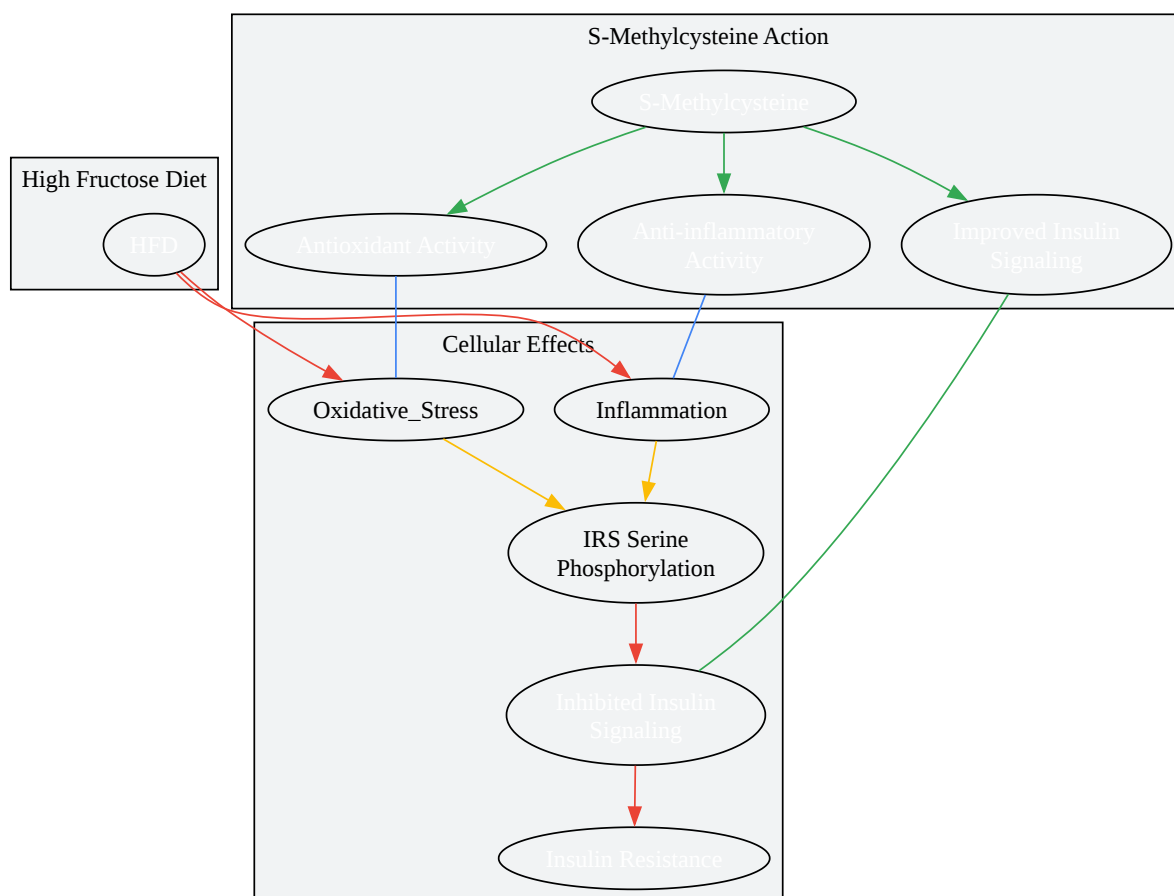 S-Methylcysteine Action
S-Methylcysteine
High Fructose Diet
HFD
Antioxidant Activity
Anti-inflammatory
Activity
Improved Insulin
Signaling
Cellular Effects
Oxidative_Stress
Inflammation
IRS Serine
Phosphorylation
Inhibited Insulin
Signaling
Insulin Resistance